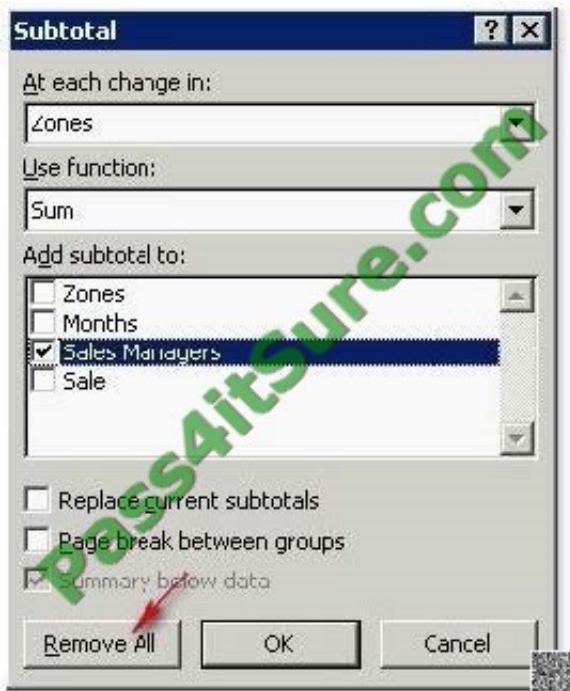 Subtotal
At each change in:
Zones
Use function:
Sum
Add subtotal to:
Zones
Months
Sales Managers
Sale
Replace current subtotals
Page break between groups
Summary below data
Remove All
OK
Cancel
Pass4itSure.com